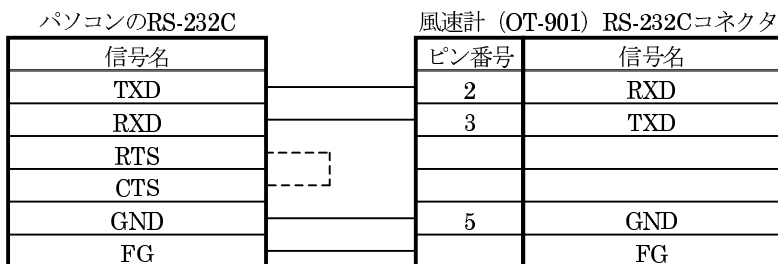 パソコンのRS-232C 風速計（OT-901）RS-232Cコネクタ
信号名 ピン番号 信号名
TXD 2 RXD
RXD 3 TXD
RTS
CTS
GND 5 GND
FG FG